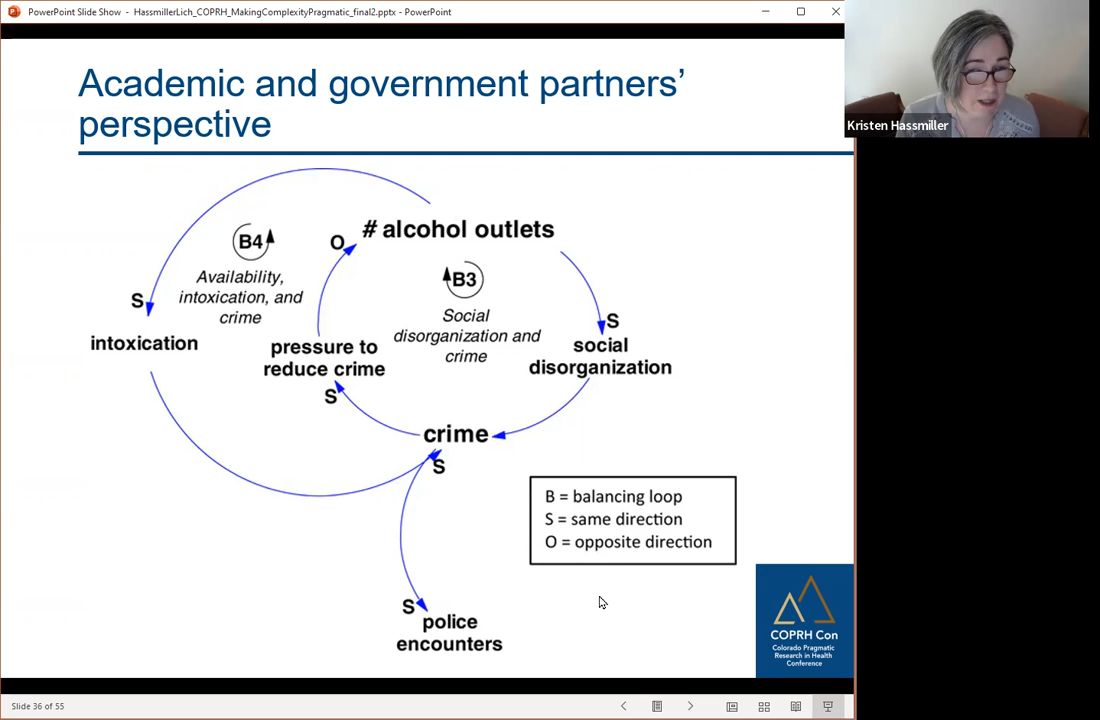 PowerPoint Slide Show - HassmillerLich_COPRH_MakingComplexityPragmatic_final2.pptx - PowerPoint
Kristen Hassmiller
Academic and government partners’
perspective
# alcohol outlets
O
B4
Availability,
intoxication, and
crime
B3
Social
disorganization and
crime
S
intoxication
pressure to
reduce crime
S
S
social
disorganization
crime
S
B = balancing loop
S = same direction
O = opposite direction
S
police
encounters
COPRH Con
Colorado Pragmatic
Research in Health
Conference
Slide 36 of 55